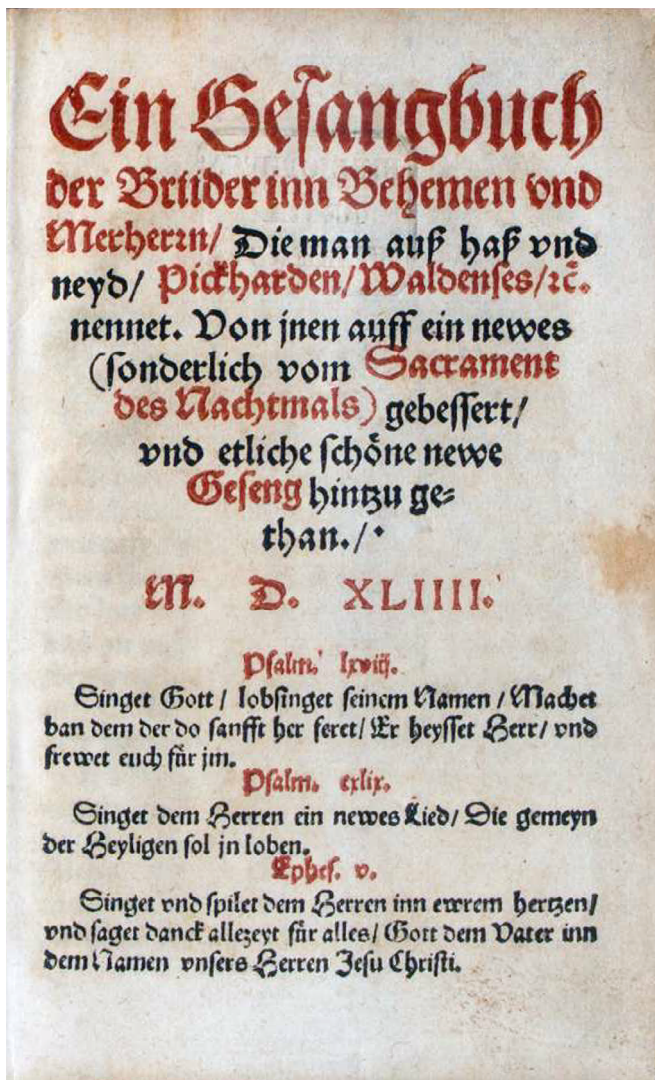 Ein Geſangbuch
der Brüder inn Behemen vnd
Merherrn/ Die man auß haß vnd
neyd/ Pickharden/ Waldenſes/ ꝛc̃.
nennet. Von jnen auff ein newes
(ſonderlich vom Sacrament
des Nachtmals) gebeſſert/
vnd etliche ſchöne newe
Geſeng hintzu ge⸗
than./·
M. D. XLIIII.
Pſalm. lxviij.
Singet Gott / lobſinget ſeinem Namen / Machet
ban dem der do ſanfft her feret/ Er heyſſet Herr/ vnd
frewet euch für jm.
Pſalm. cxlix.
Singet dem Herren ein newes Lied/ Die gemeyn
der Heyligen ſol jn loben.
Epheſ. v.
Singet vnd ſpilet dem Herren inn ewrem hertzen/
vnd ſaget danck allezeyt für alles/ Gott dem Vater inn
dem Namen vnſers Herren Jeſu Chriſti.